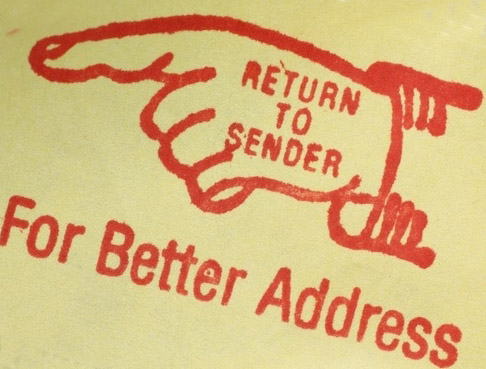 RETURN
TO
SENDER
For Better Address